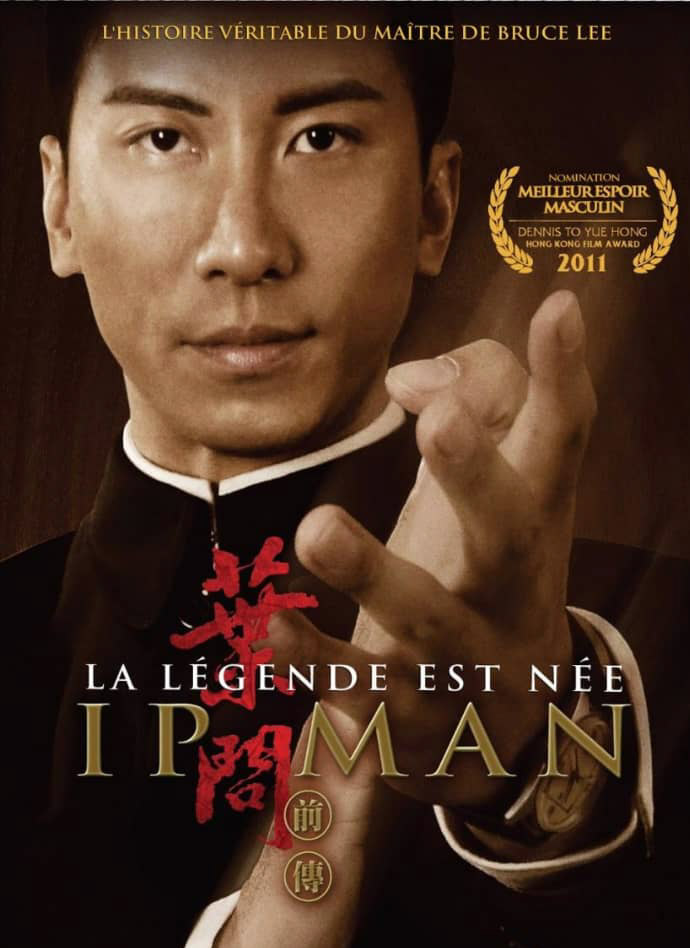 L'HISTOIRE VÉRITABLE DU MAÎTRE DE BRUCE LEE
NOMINATION
MEILLEUR ESPOIR
MASCULIN
DENNIS TO YUE HONG
HONG KONG FILM AWARD
2011
葉問
LA LÉGENDE EST NÉE
IP MAN
前傳